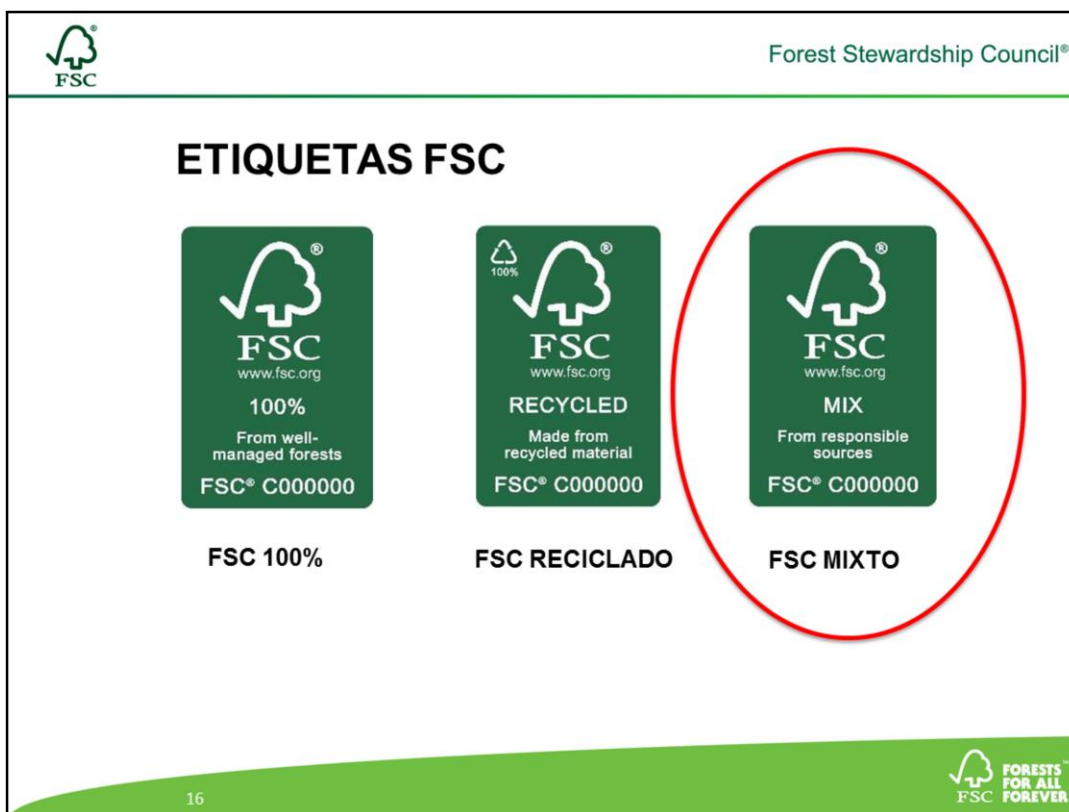 FSC
Forest Stewardship Council®
ETIQUETAS FSC
®
FSC
www.fsc.org
100%
From well-
managed forests
FSC® C000000
FSC 100%
100%
®
FSC
www.fsc.org
RECYCLED
Made from
recycled material
FSC® C000000
FSC RECICLADO
®
FSC
www.fsc.org
MIX
From responsible
sources
FSC® C000000
FSC MIXTO
16
FSC
FORESTS™
FOR ALL
FOREVER